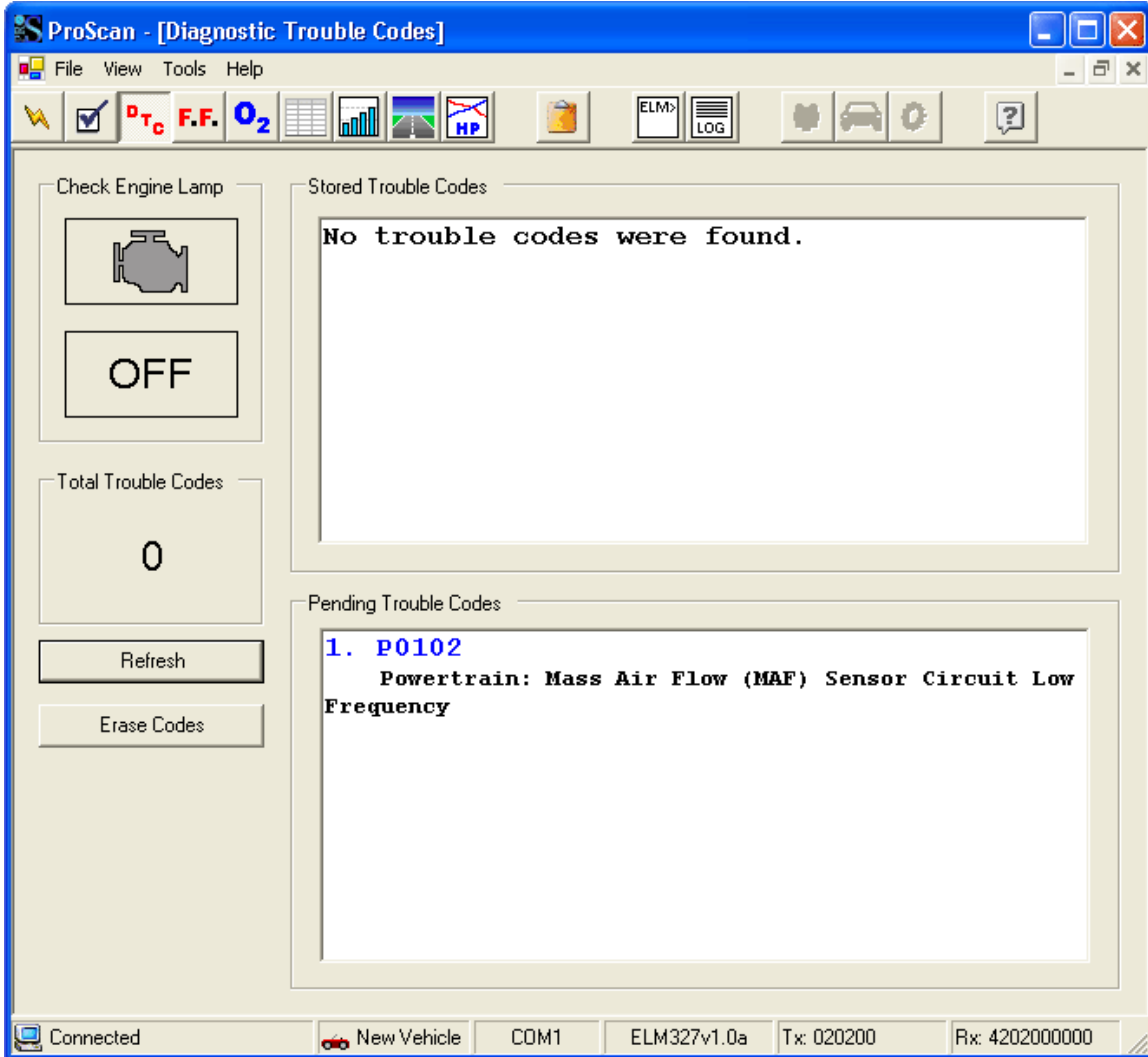 ProScan - [Diagnostic Trouble Codes]
File View Tools Help
DTC F.F. O2 HP ELM> LOG ?
Check Engine Lamp
OFF
Total Trouble Codes
0
Refresh
Erase Codes
Stored Trouble Codes
No trouble codes were found.
Pending Trouble Codes
1. P0102
Powertrain: Mass Air Flow (MAF) Sensor Circuit Low
Frequency
Connected New Vehicle COM1 ELM327v1.0a Tx: 020200 Rx: 4202000000